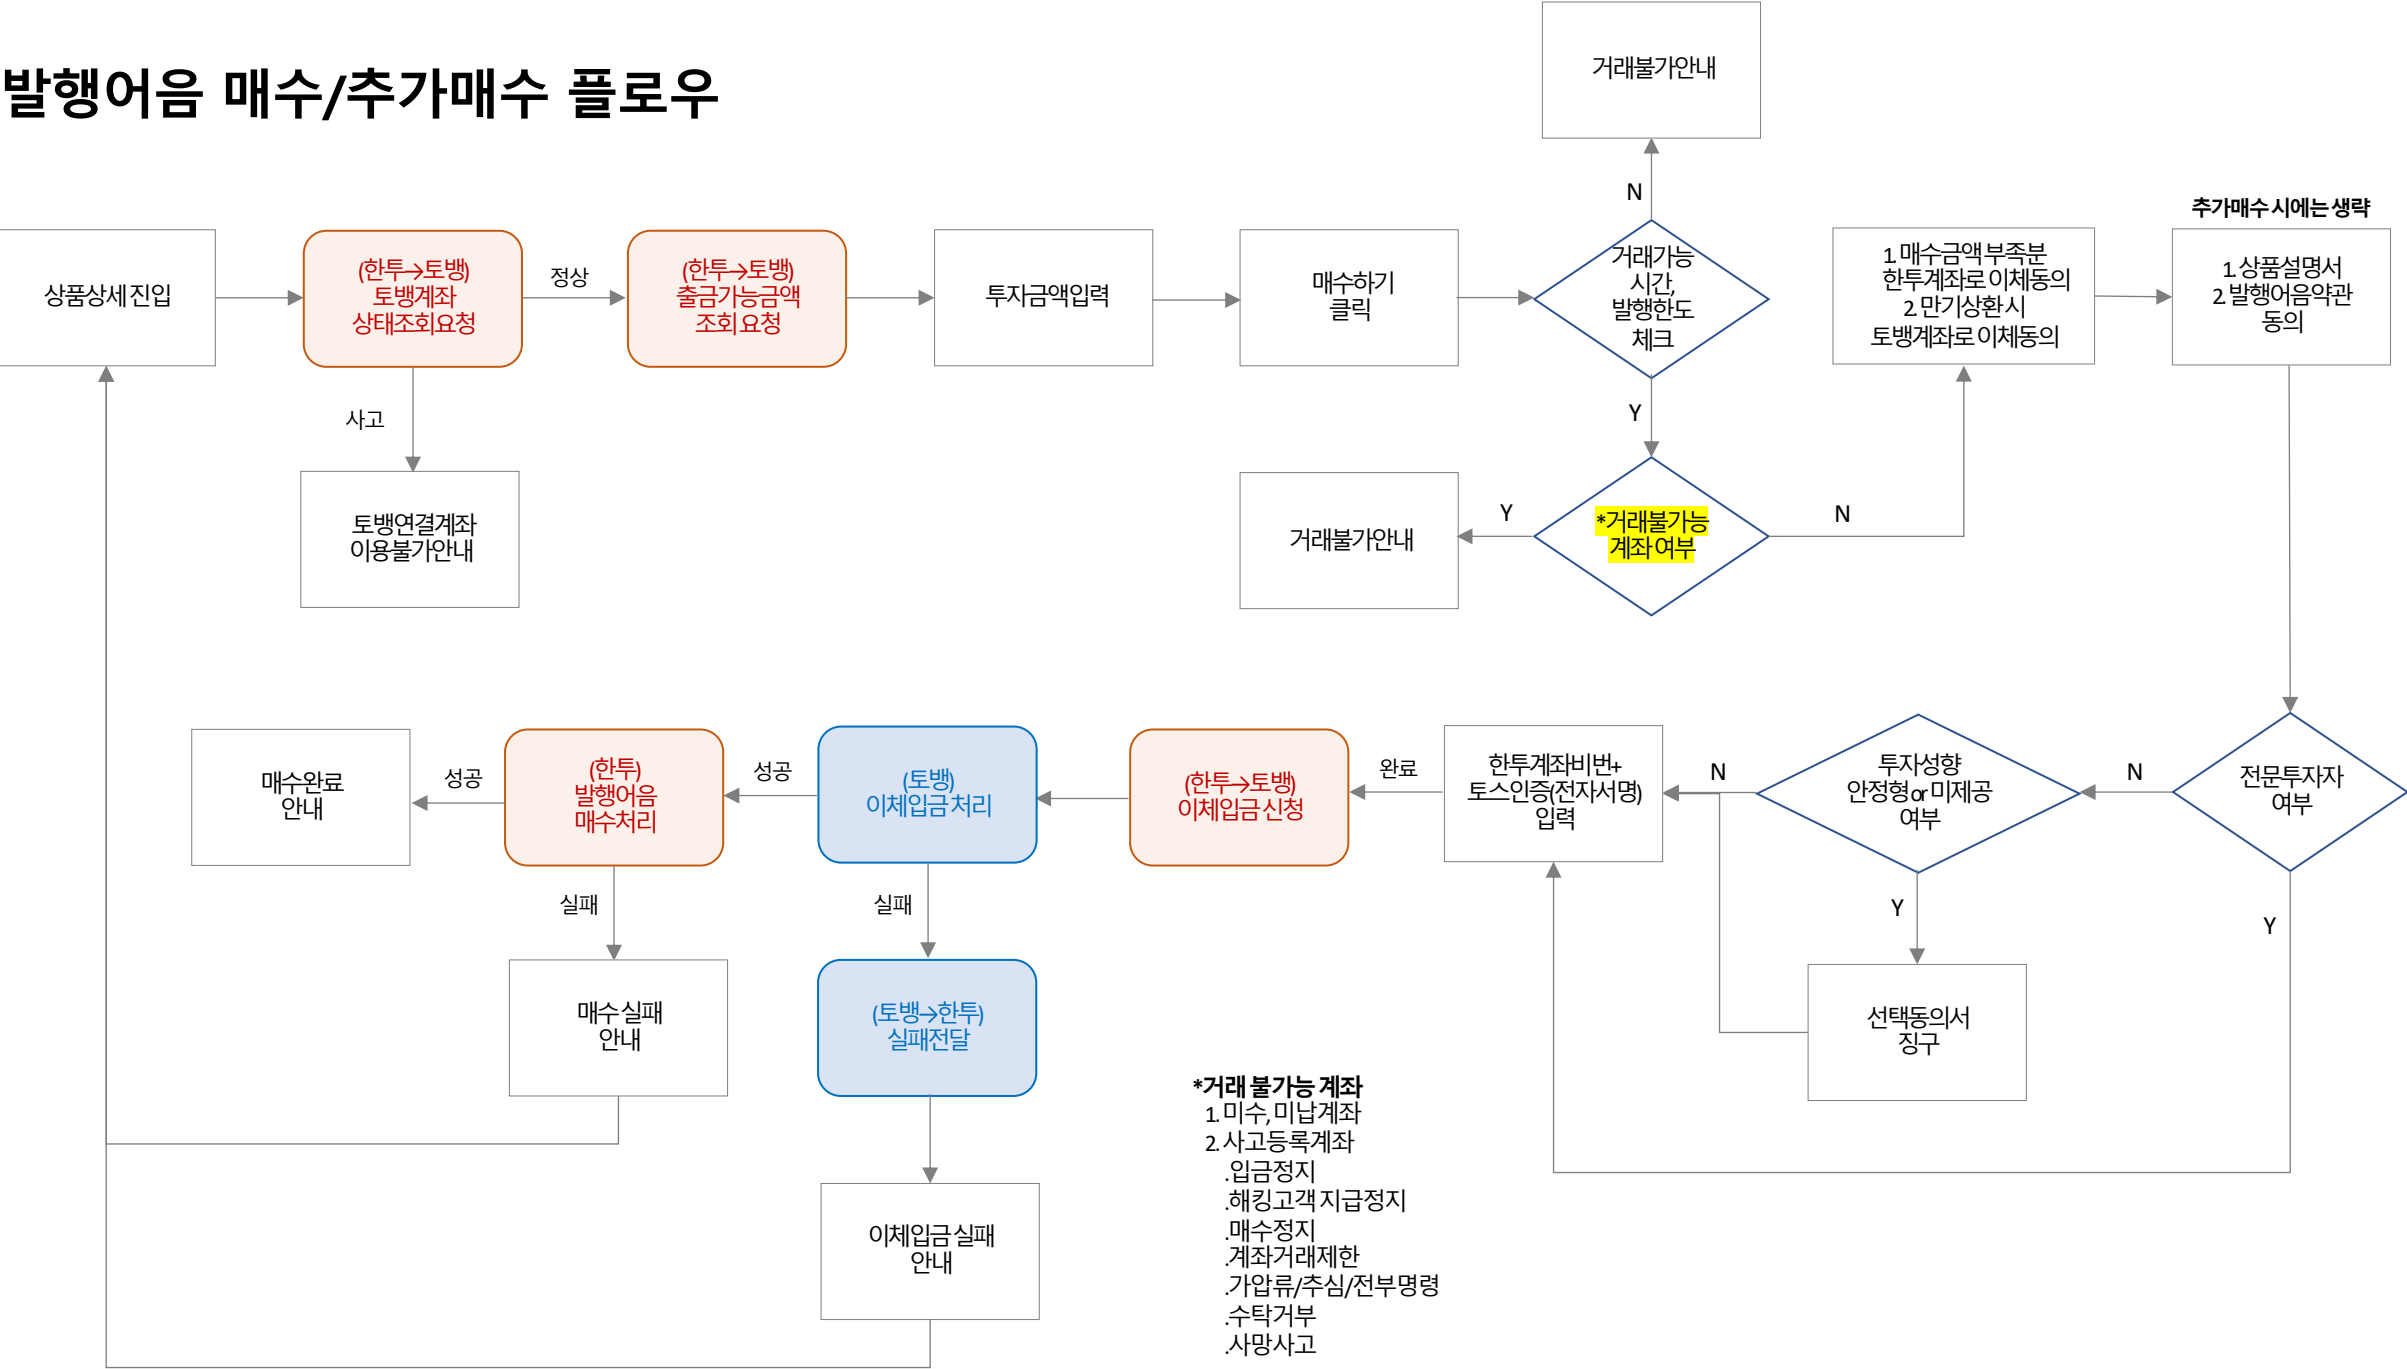 발행어음 매수/추가매수 플로우
거래불가안내
N
추가매수 시에는 생략
상품상세 진입
(한투→토뱅)
토뱅계좌
상태조회요청
정상
(한투→토뱅)
출금가능금액
조회 요청
투자금액입력
매수하기
클릭
거래가능
시간,
발행한도
체크
1. 매수금액 부족분
한투계좌로 이체동의
2. 만기상환 시
토뱅계좌로 이체동의
1. 상품설명서
2. 발행어음약관
동의
사고
Y
토뱅연결계좌
이용불가안내
거래불가안내
Y
*거래불가능
계좌 여부
N
매수완료
안내
성공
(한투)
발행어음
매수처리
성공
(토뱅)
이체입금 처리
(한투→토뱅)
이체입금 신청
완료
한투계좌비번+
토스인증(전자서명)
입력
N
투자성향
안정형 or 미제공
여부
N
전문투자자
여부
실패
실패
Y
Y
매수 실패
안내
(토뱅→한투)
실패전달
선택동의서
징구
이체입금 실패
안내
*거래 불가능 계좌
1. 미수, 미납계좌
2. 사고등록계좌
.입금정지
.해킹고객 지급정지
.매수정지
.계좌거래제한
.가압류/추심/전부명령
.수탁거부
.사망사고